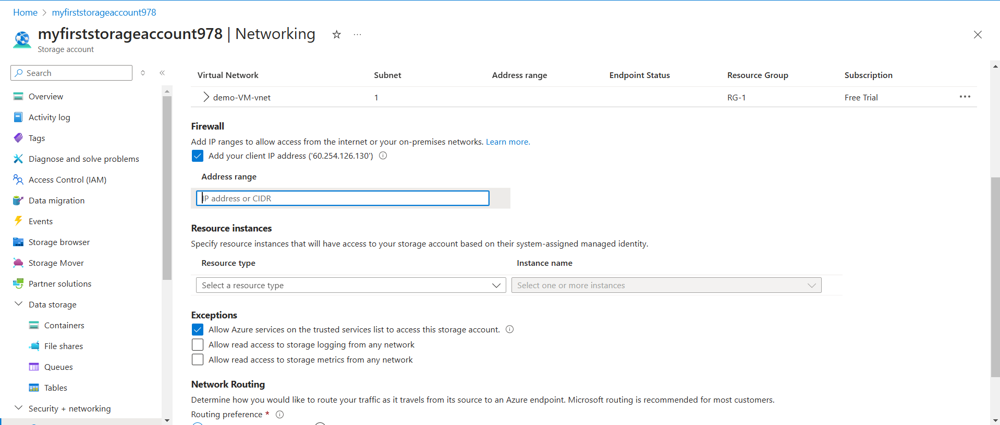 Home > myfirststorageaccount978
myfirststorageaccount978 | Networking
Storage account
Search
Overview
Activity log
Tags
Diagnose and solve problems
Access Control (IAM)
Data migration
Events
Storage browser
Storage Mover
Partner solutions
Data storage
Containers
File shares
Queues
Tables
Security + networking
Virtual Network Subnet Address range Endpoint Status Resource Group Subscription
demo-VM-vnet 1 RG-1 Free Trial
Firewall
Add IP ranges to allow access from the internet or your on-premises networks. Learn more.
Add your client IP address ('60.254.126.130')
Address range
IP address or CIDR
Resource instances
Specify resource instances that will have access to your storage account based on their system-assigned managed identity.
Resource type Instance name
Select a resource type Select one or more instances
Exceptions
Allow Azure services on the trusted services list to access this storage account.
Allow read access to storage logging from any network
Allow read access to storage metrics from any network
Network Routing
Determine how you would like to route your traffic as it travels from its source to an Azure endpoint. Microsoft routing is recommended for most customers.
Routing preference *